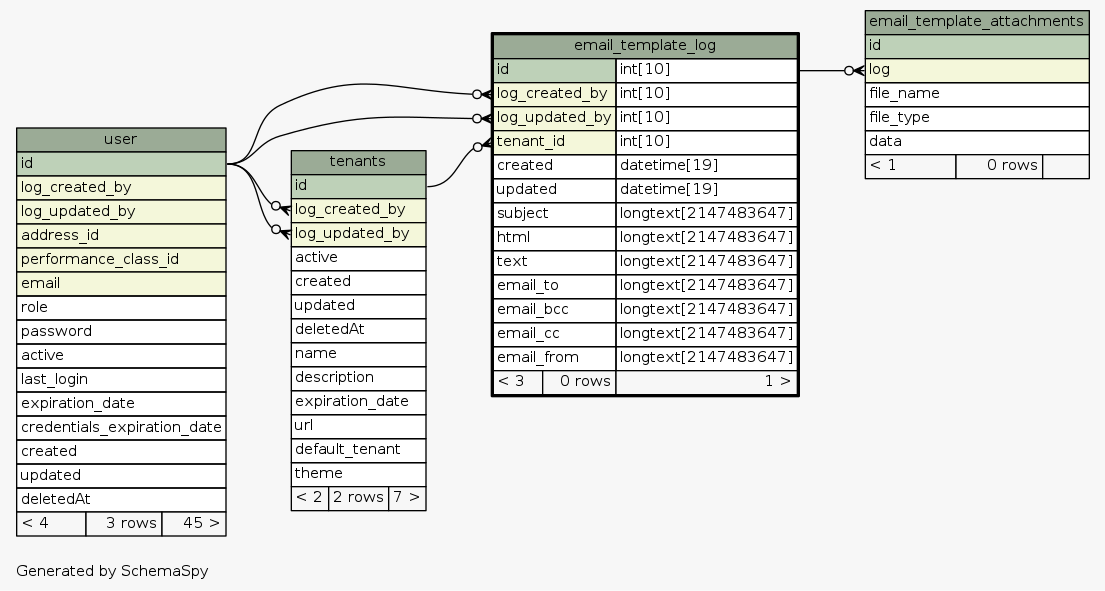 user
id
log_created_by
log_updated_by
address_id
performance_class_id
email
role
password
active
last_login
expiration_date
credentials_expiration_date
created
updated
deletedAt
< 4 3 rows 45 >
tenants
id
log_created_by
log_updated_by
active
created
updated
deletedAt
name
description
expiration_date
url
default_tenant
theme
< 2 2 rows 7 >
email_template_log
id int[10]
log_created_by int[10]
log_updated_by int[10]
tenant_id int[10]
created datetime[19]
updated datetime[19]
subject longtext[2147483647]
html longtext[2147483647]
text longtext[2147483647]
email_to longtext[2147483647]
email_bcc longtext[2147483647]
email_cc longtext[2147483647]
email_from longtext[2147483647]
< 3 0 rows 1 >
email_template_attachments
id
log
file_name
file_type
data
< 1 0 rows
Generated by SchemaSpy